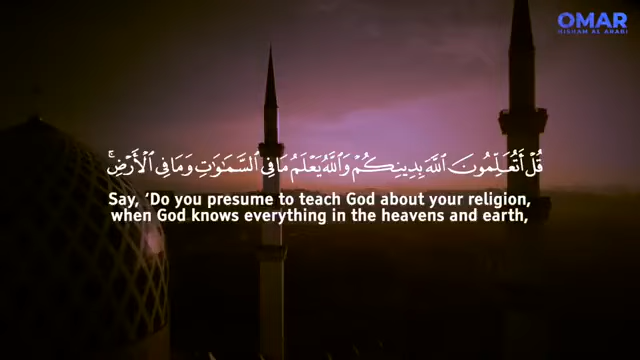 OMAR
HISHAM AL ARABI
قُلْ أَتُعَلِّمُونَ ٱللَّهَ بِدِينِكُمْ وَٱللَّهُ يَعْلَمُ مَا فِى ٱلسَّمَـٰوَٰتِ وَمَا فِى ٱلْأَرْضِ ۚ
Say, ‘Do you presume to teach God about your religion,
when God knows everything in the heavens and earth,